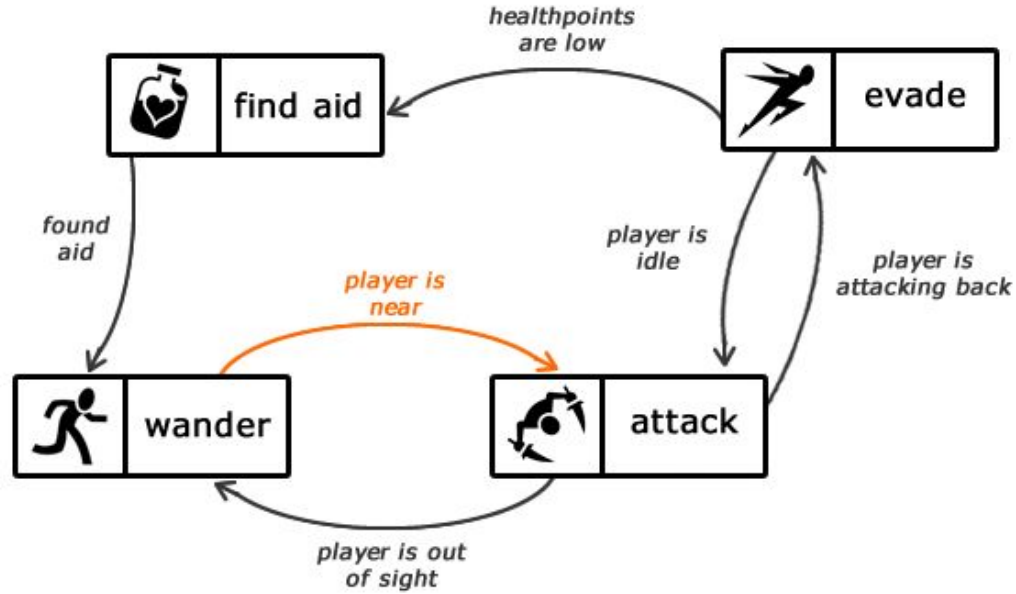 healthpoints
are low
find aid
evade
found
aid
player is
idle
player is
attacking back
player is
near
wander
attack
player is out
of sight